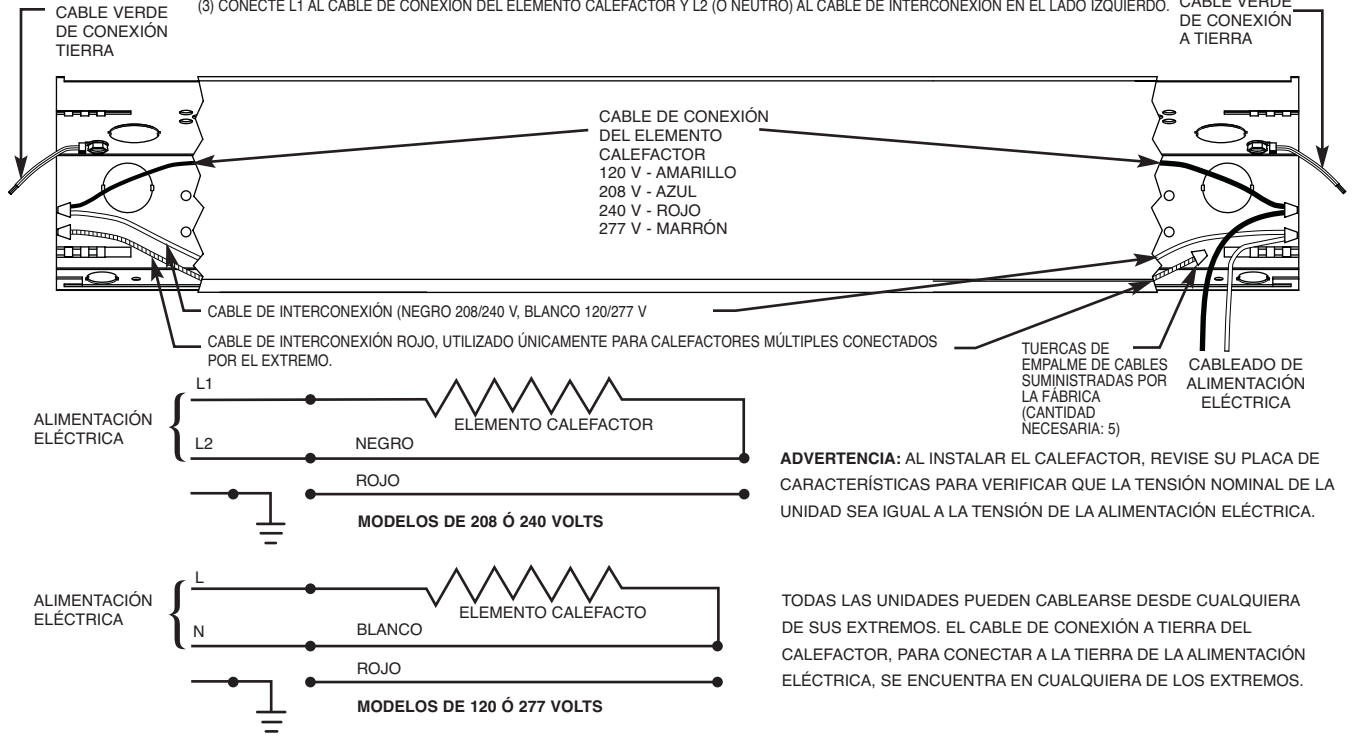 (3) CONECTE L1 AL CABLE DE CONEXIÓN DEL ELEMENTO CALEFACTOR Y L2 (O NEUTRO) AL CABLE DE INTERCONEXIÓN EN EL LADO IZQUIERDO.
CABLE VERDE
DE CONEXIÓN
TIERRA
CABLE VERDE
DE CONEXIÓN
A TIERRA
CABLE DE CONEXIÓN
DEL ELEMENTO
CALEFACTOR
120 V - AMARILLO
208 V - AZUL
240 V - ROJO
277 V - MARRÓN
CABLE DE INTERCONEXIÓN (NEGRO 208/240 V, BLANCO 120/277 V
CABLE DE INTERCONEXIÓN ROJO, UTILIZADO ÚNICAMENTE PARA CALEFACTORES MÚLTIPLES CONECTADOS
POR EL EXTREMO.
TUERCAS DE
EMPALME DE CABLES
SUMINISTRADAS POR
LA FÁBRICA
(CANTIDAD
NECESARIA: 5)
CABLEADO DE
ALIMENTACIÓN
ELÉCTRICA
ALIMENTACIÓN
ELÉCTRICA
L1
ELEMENTO CALEFACTOR
L2
NEGRO
ROJO
MODELOS DE 208 Ó 240 VOLTS
ADVERTENCIA: AL INSTALAR EL CALEFACTOR, REVISE SU PLACA DE
CARACTERÍSTICAS PARA VERIFICAR QUE LA TENSIÓN NOMINAL DE LA
UNIDAD SEA IGUAL A LA TENSIÓN DE LA ALIMENTACIÓN ELÉCTRICA.
ALIMENTACIÓN
ELÉCTRICA
L
ELEMENTO CALEFACTO
N
BLANCO
ROJO
MODELOS DE 120 Ó 277 VOLTS
TODAS LAS UNIDADES PUEDEN CABLEARSE DESDE CUALQUIERA
DE SUS EXTREMOS. EL CABLE DE CONEXIÓN A TIERRA DEL
CALEFACTOR, PARA CONECTAR A LA TIERRA DE LA ALIMENTACIÓN
ELÉCTRICA, SE ENCUENTRA EN CUALQUIERA DE LOS EXTREMOS.